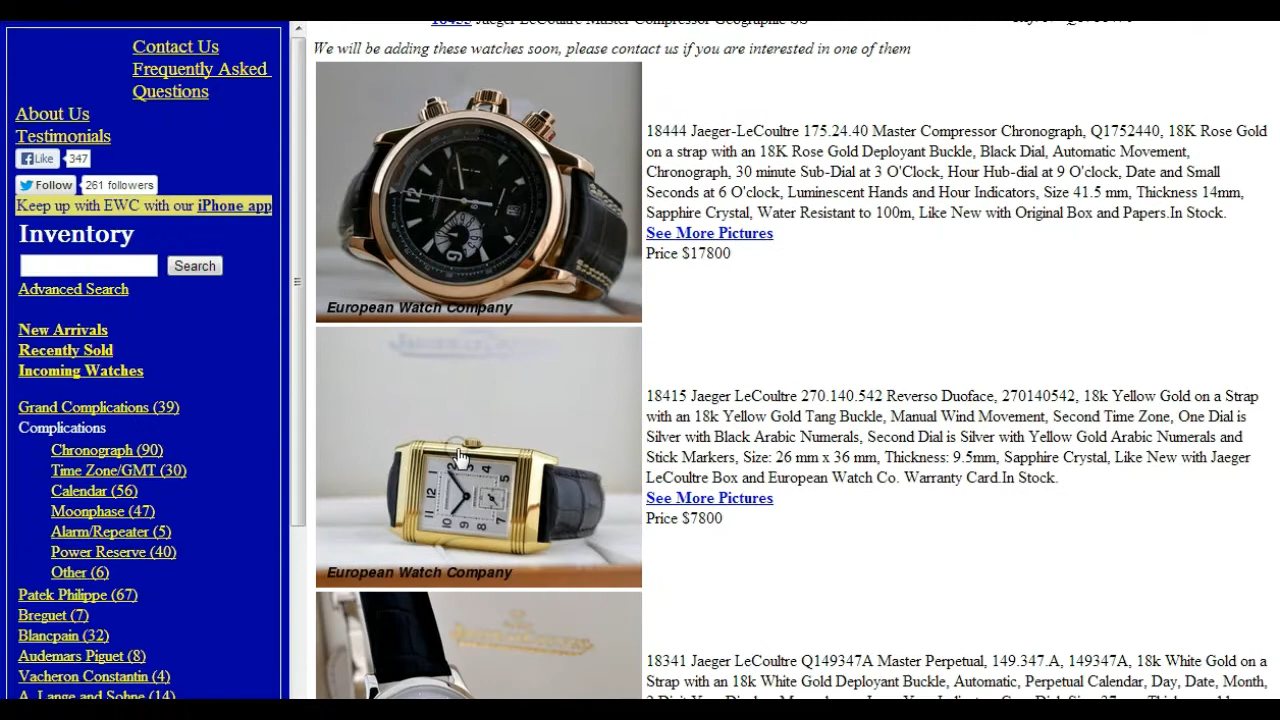 18455 Jaeger LeCoultre Master Compressor Geographic SS
Contact Us
Frequently Asked
Questions
About Us
Testimonials
Like 347
Follow 261 followers
Keep up with EWC with our iPhone app
Inventory
Search
Advanced Search
New Arrivals
Recently Sold
Incoming Watches
Grand Complications (39)
Complications
Chronograph (90)
Time Zone/GMT (30)
Calendar (56)
Moonphase (47)
Alarm/Repeater (5)
Power Reserve (40)
Other (6)
Patek Philippe (67)
Breguet (7)
Blancpain (32)
Audemars Piguet (8)
Vacheron Constantin (4)
A. Lange and Sohne (14)
We will be adding these watches soon, please contact us if you are interested in one of them
European Watch Company
18444 Jaeger-LeCoultre 175.24.40 Master Compressor Chronograph, Q1752440, 18K Rose Gold
on a strap with an 18K Rose Gold Deployant Buckle, Black Dial, Automatic Movement,
Chronograph, 30 minute Sub-Dial at 3 O'Clock, Hour Hub-dial at 9 O'clock, Date and Small
Seconds at 6 O'clock, Luminescent Hands and Hour Indicators, Size 41.5 mm, Thickness 14mm,
Sapphire Crystal, Water Resistant to 100m, Like New with Original Box and Papers.In Stock.
See More Pictures
Price $17800
European Watch Company
18415 Jaeger LeCoultre 270.140.542 Reverso Duoface, 270140542, 18k Yellow Gold on a Strap
with an 18k Yellow Gold Tang Buckle, Manual Wind Movement, Second Time Zone, One Dial is
Silver with Black Arabic Numerals, Second Dial is Silver with Yellow Gold Arabic Numerals and
Stick Markers, Size: 26 mm x 36 mm, Thickness: 9.5mm, Sapphire Crystal, Like New with Jaeger
LeCoultre Box and European Watch Co. Warranty Card.In Stock.
See More Pictures
Price $7800
18341 Jaeger LeCoultre Q149347A Master Perpetual, 149.347.A, 149347A, 18k White Gold on a
Strap with an 18k White Gold Deployant Buckle, Automatic, Perpetual Calendar, Day, Date, Month,